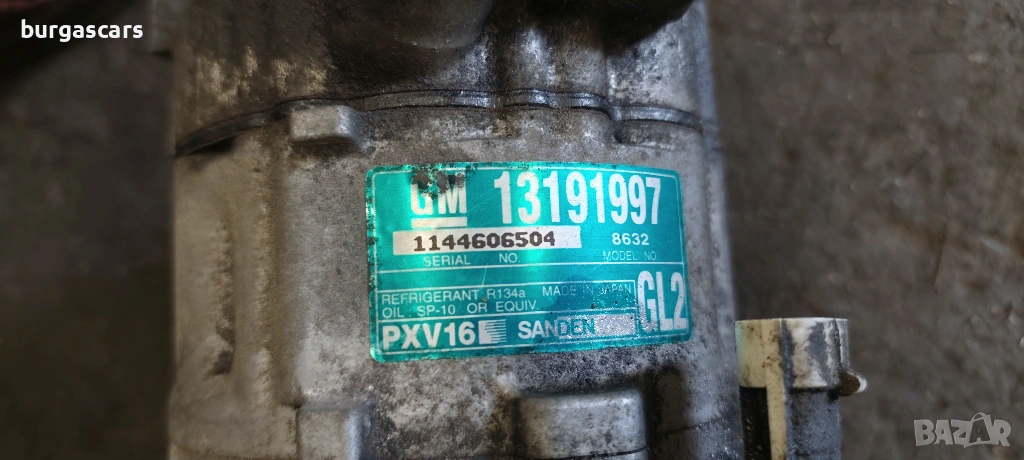 burgascars
GM 13191997
1144606504 8632
SERIAL NO. MODEL NO.
REFRIGERANT R134a MADE IN JAPAN
OIL SP-10 OR EQUIV.
GL2
PXV16 SANDEN
BAZAR